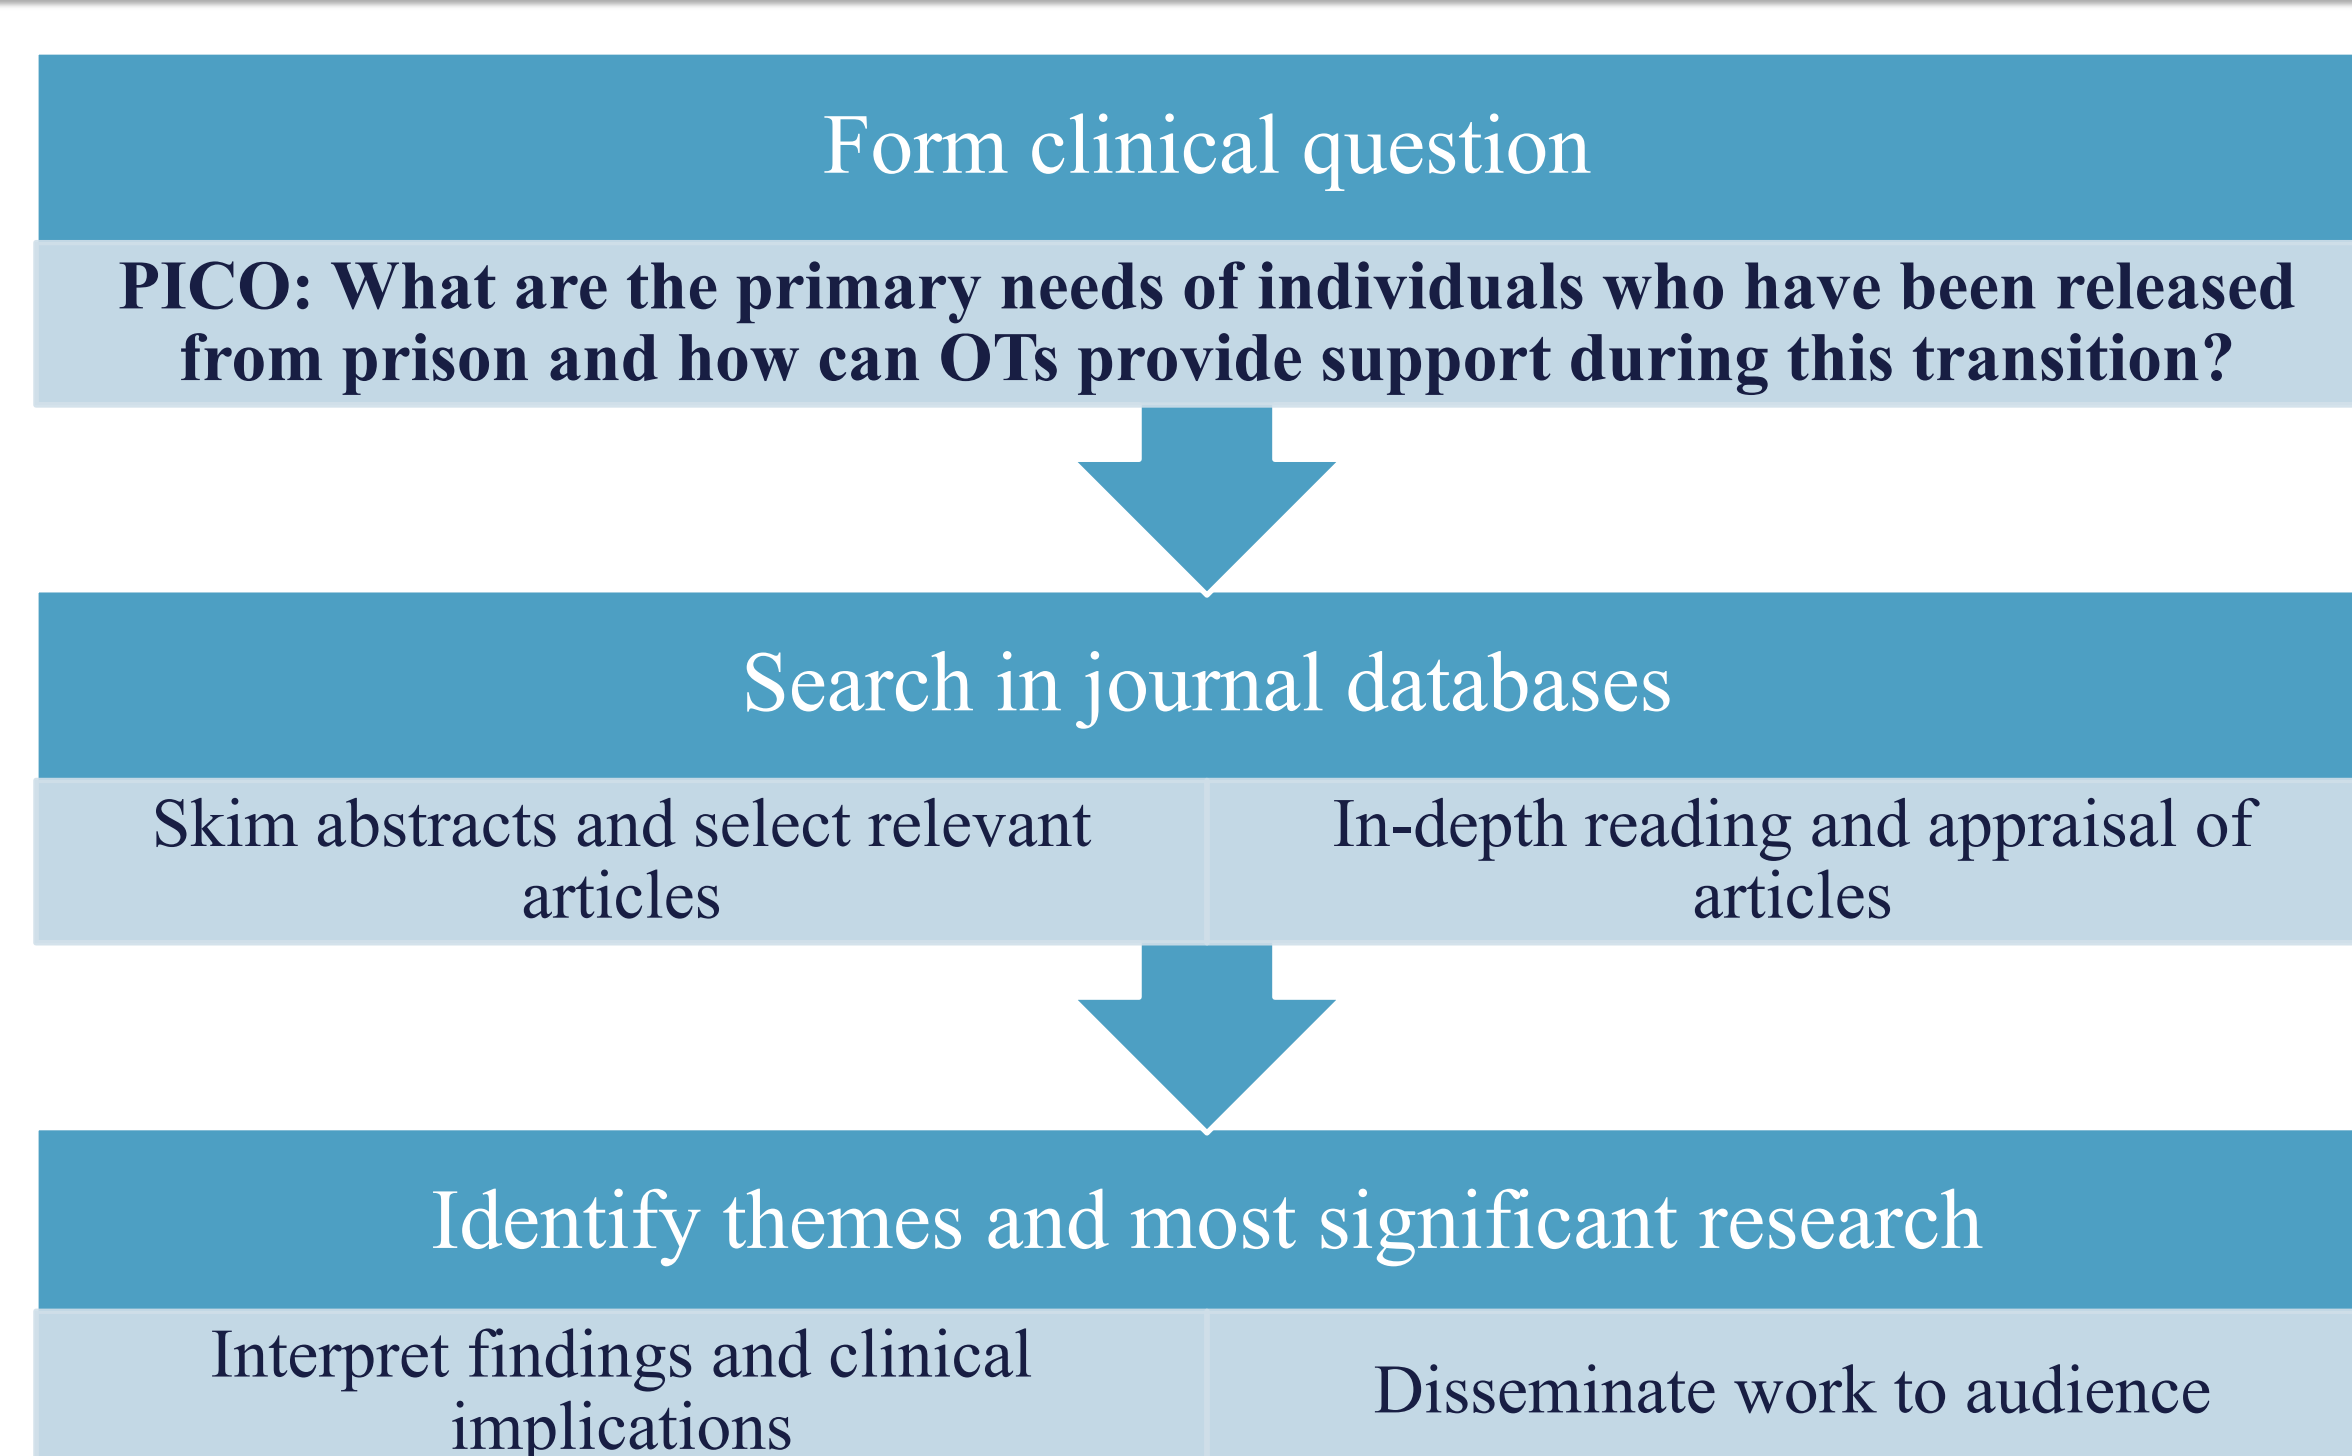 Form clinical question
PICO: What are the primary needs of individuals who have been released
from prison and how can OTs provide support during this transition?
Search in journal databases
Skim abstracts and select relevant
articles
In-depth reading and appraisal of
articles
Identify themes and most significant research
Interpret findings and clinical
implications
Disseminate work to audience